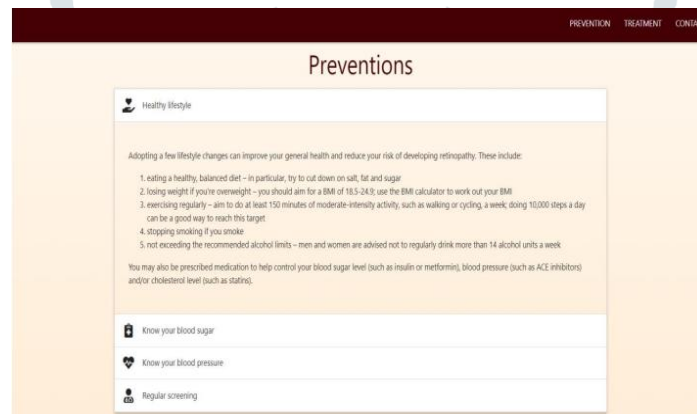 PREVENTION TREATMENT CONTA
Preventions
Healthy lifestyle
Adopting a few lifestyle changes can improve your general health and reduce your risk of developing retinopathy. These include:
1. eating a healthy, balanced diet – in particular, try to cut down on salt, fat and sugar
2. losing weight if you're overweight – you should aim for a BMI of 18.5-24.9; use the BMI calculator to work out your BMI
3. exercising regularly – aim to do at least 150 minutes of moderate-intensity activity, such as walking or cycling, a week; doing 10,000 steps a day
can be a good way to reach this target
4. stopping smoking if you smoke
5. not exceeding the recommended alcohol limits – men and women are advised not to regularly drink more than 14 alcohol units a week
You may also be prescribed medication to help control your blood sugar level (such as insulin or metformin), blood pressure (such as ACE inhibitors)
and/or cholesterol level (such as statins).
Know your blood sugar
Know your blood pressure
Regular screening